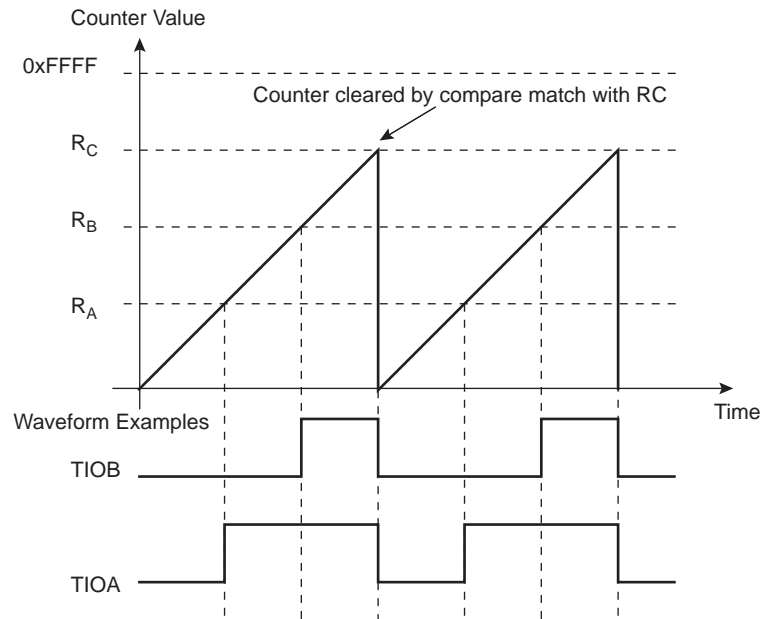 Counter Value
0xFFFF
Counter cleared by compare match with RC
RC
RB
RA
Time
Waveform Examples
TIOB
TIOA